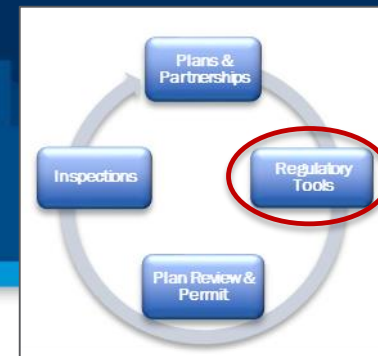 Plans &
Partnerships
Regulatory
Tools
Plan Review &
Permit
Inspections